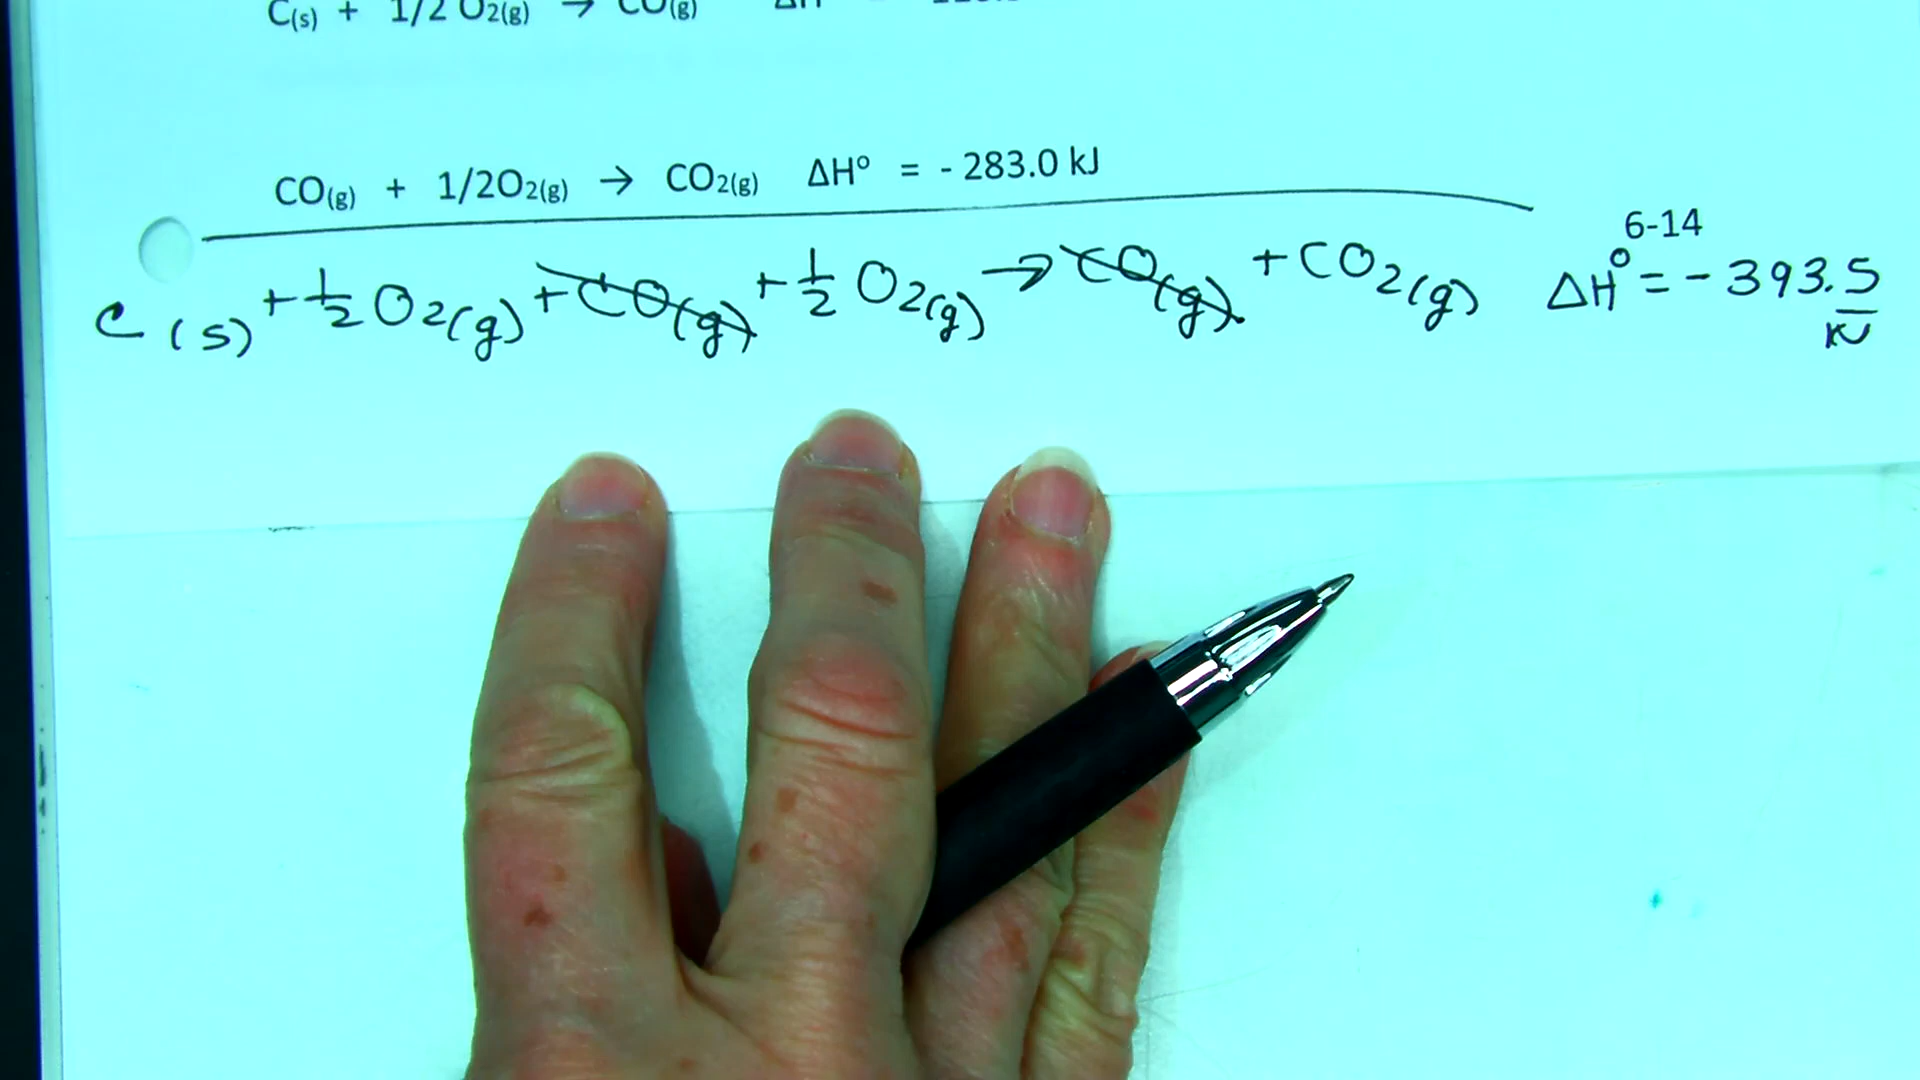 C(s) + 1/2 O2(g) → CO(g) ΔH
CO(g) + 1/2O2(g) → CO2(g) ΔHº = - 283.0 kJ
6-14
C(s) + 1/2 O2(g) + CO(g) + 1/2 O2(g) → CO(g) + CO2(g) ΔH° = - 393.5
kJ